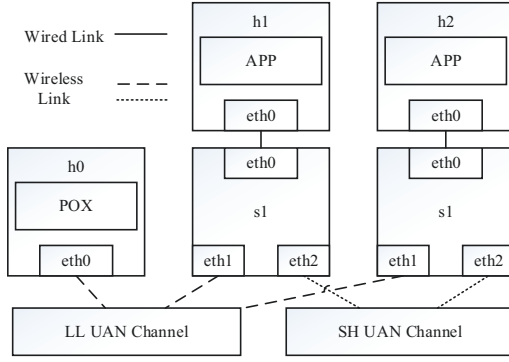 Wired Link
Wireless
Link
h1
APP
eth0
h2
APP
eth0
h0
POX
eth0
eth0
s1
eth1
eth2
eth0
s1
eth1
eth2
LL UAN Channel
SH UAN Channel